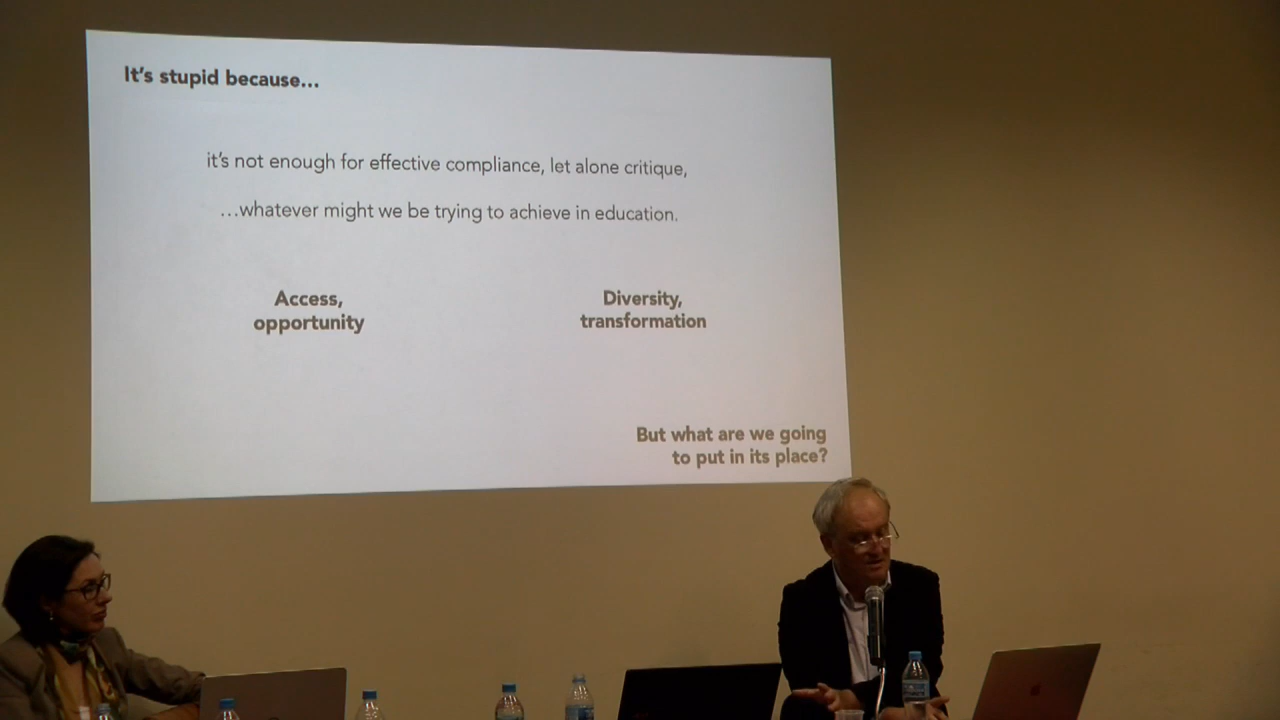 It's stupid because...
it's not enough for effective compliance, let alone critique,
...whatever might we be trying to achieve in education.
Access,
opportunity
Diversity,
transformation
But what are we going
to put in its place?